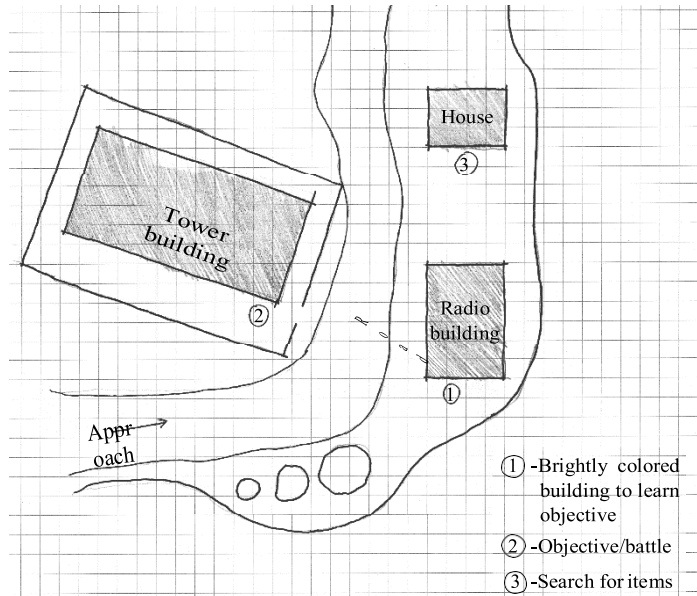 House
③
Tower
building
②
Road
Radio
building
①
Appr
oach
① -Brightly colored
building to learn
objective
② -Objective/battle
③ -Search for items